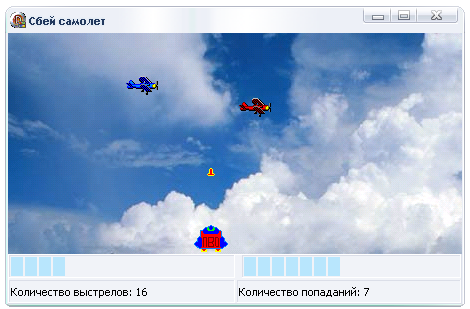 Сбей самолет
Количество выстрелов: 16
Количество попаданий: 7